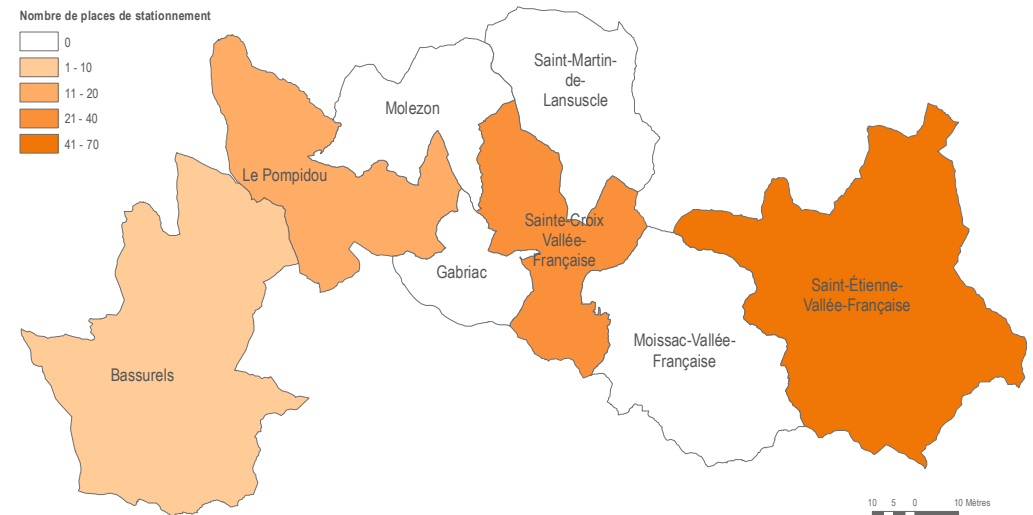 Nombre de places de stationnement
0
1 - 10
11 - 20
21 - 40
41 - 70
Saint-Martin-
de-
Lansuscle
Molezon
Le Pompidou
Sainte-Croix
Vallée-
Française
Gabriac
Saint-Étienne-
Vallée-Française
Moissac-Vallée-
Française
Bassurels
10 5 0 10 Mètres